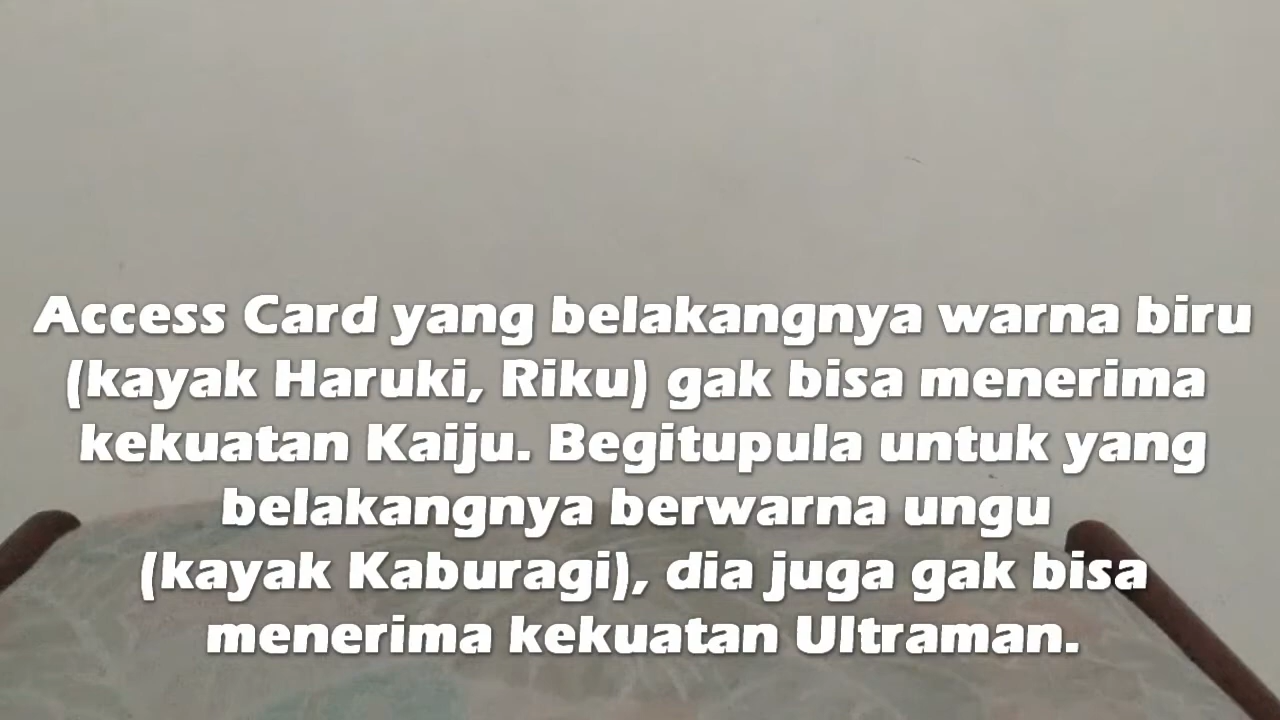 Access Card yang belakangnya warna biru
(kayak Haruki, Riku) gak bisa menerima
kekuatan Kaiju. Begitupula untuk yang
belakangnya berwarna ungu
(kayak Kaburagi), dia juga gak bisa
menerima kekuatan Ultraman.